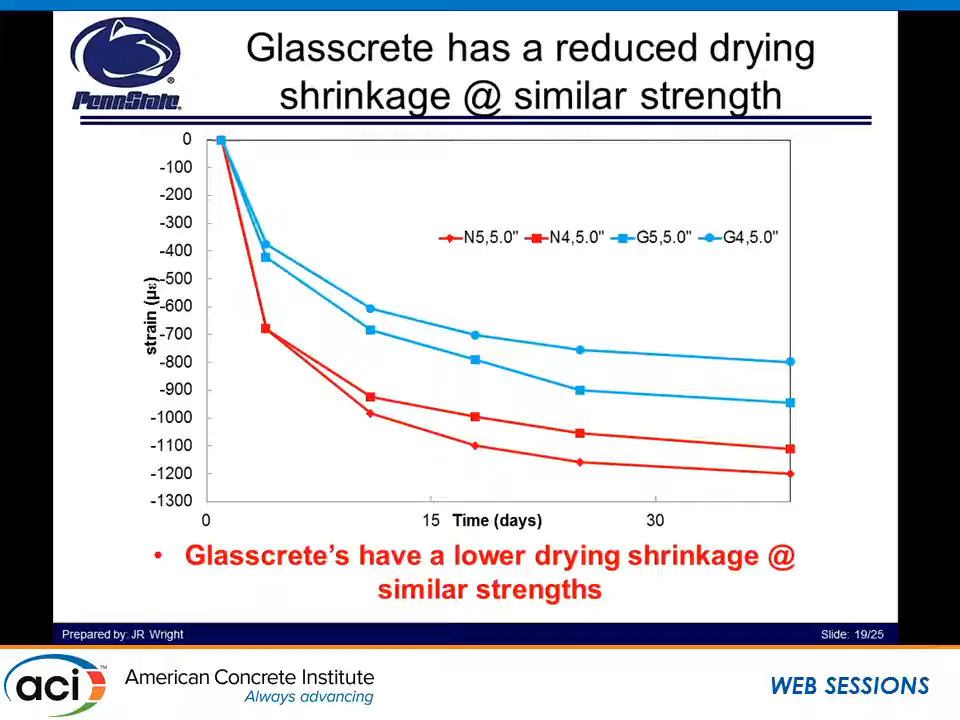 Glasscrete has a reduced drying
shrinkage @ similar strength
PennState®
0
-100
-200
-300
-400
-500
-600
-700
-800
-900
-1000
-1100
-1200
-1300
strain (με)
N5,5.0" N4,5.0" G5,5.0" G4,5.0"
0 15 30
Time (days)
• Glasscrete's have a lower drying shrinkage @
similar strengths
Prepared by: JR Wright Slide: 19/25
aci™ American Concrete Institute
Always advancing
WEB SESSIONS